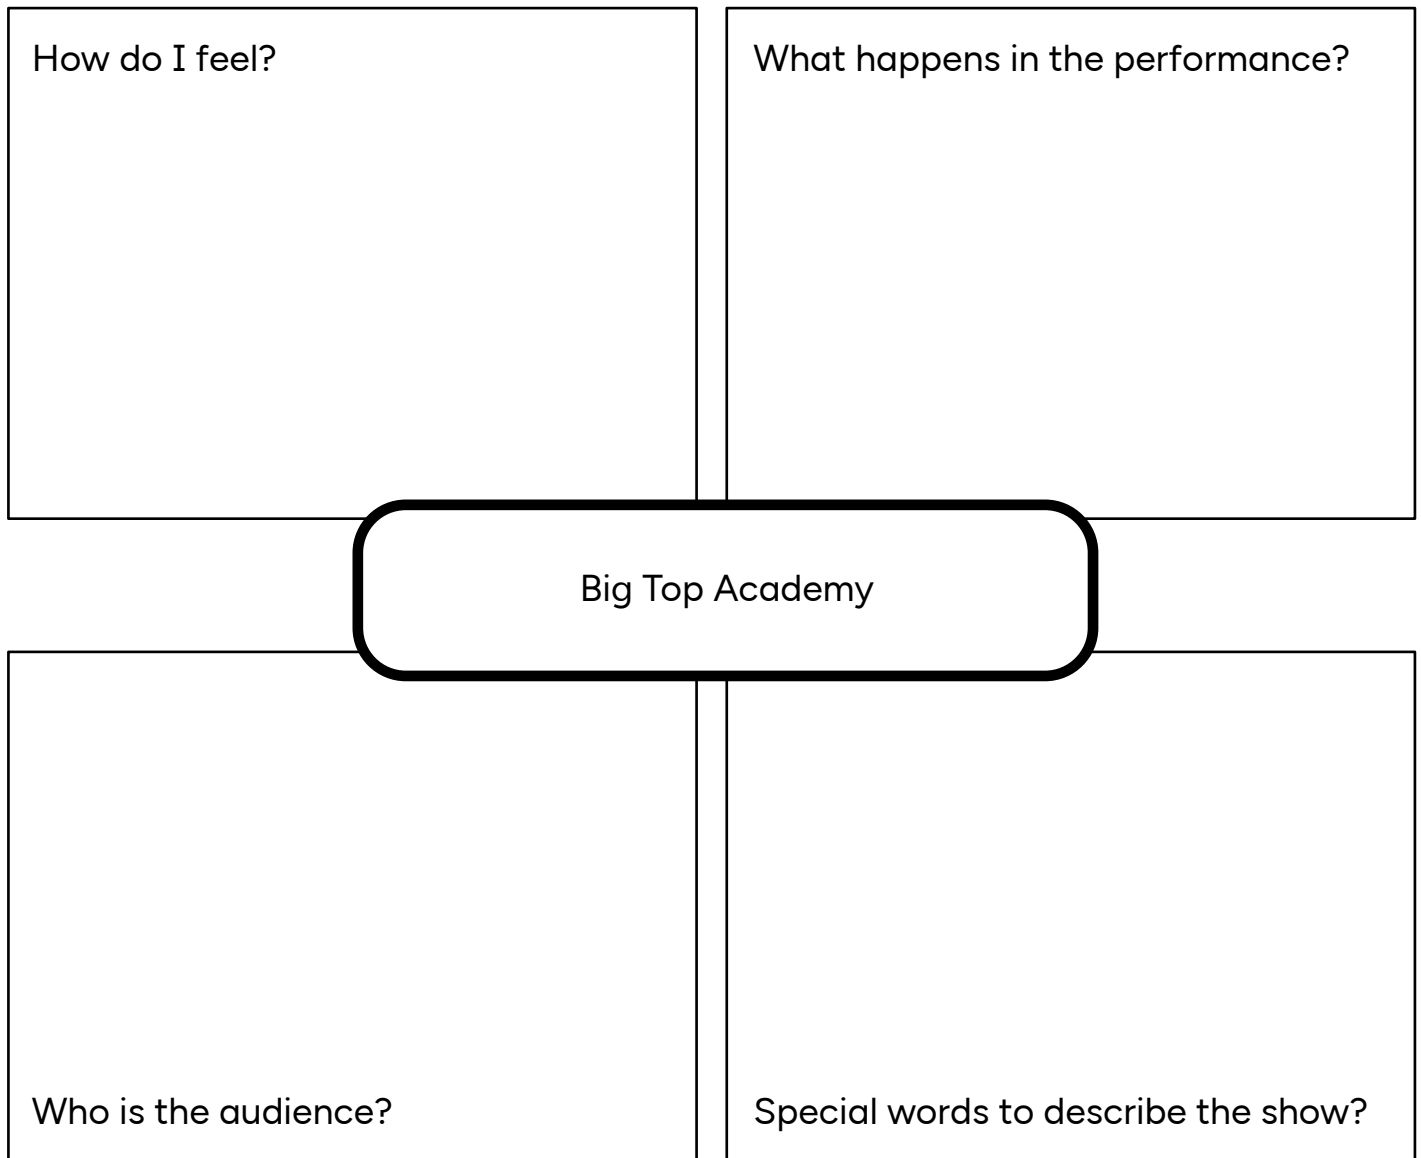 How do I feel?
What happens in the performance?
Big Top Academy
Who is the audience?
Special words to describe the show?